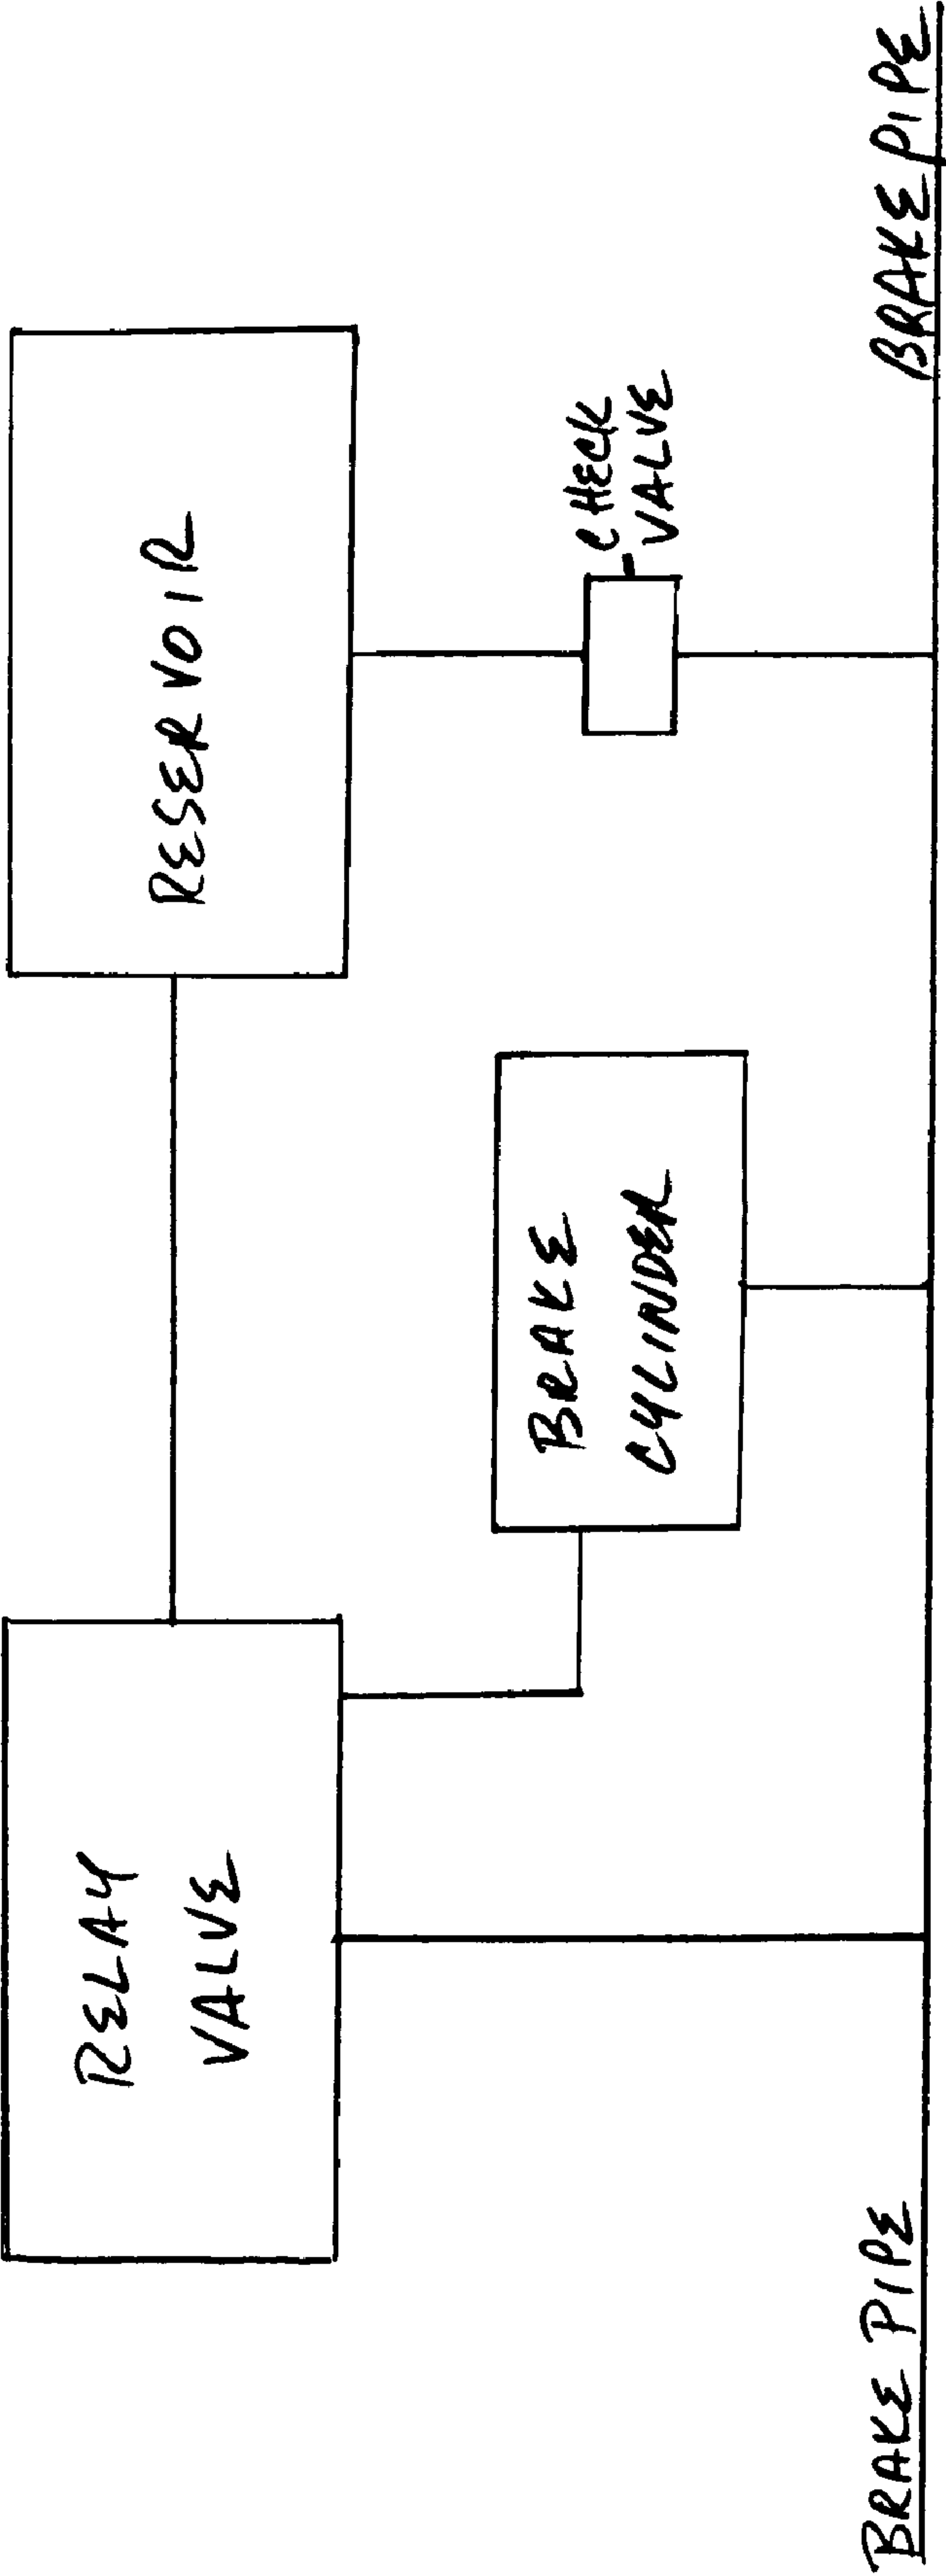 RELAY
VALVE
RESERVOIR
BRAKE
CYLINDER
CHECK
VALVE
BRAKE PIPE
BRAKE PIPE